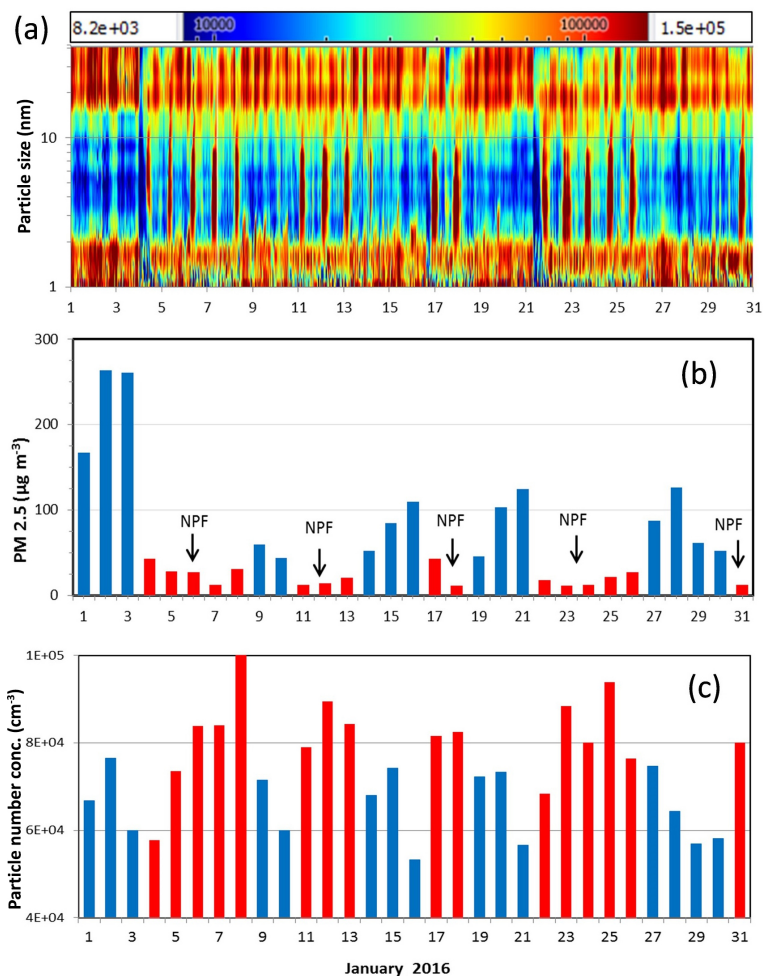 (a)
8.2e+03 10000 100000 1.5e+05
Particle size (nm)
10
1
1 3 5 7 9 11 13 15 17 19 21 23 25 27 29 31
(b)
PM 2.5 (µg m-3)
300
200
100
0
NPF NPF NPF NPF NPF
1 3 5 7 9 11 13 15 17 19 21 23 25 27 29 31
(c)
Particle number conc. (cm-3)
1E+05
8E+04
6E+04
4E+04
1 3 5 7 9 11 13 15 17 19 21 23 25 27 29 31
January 2016